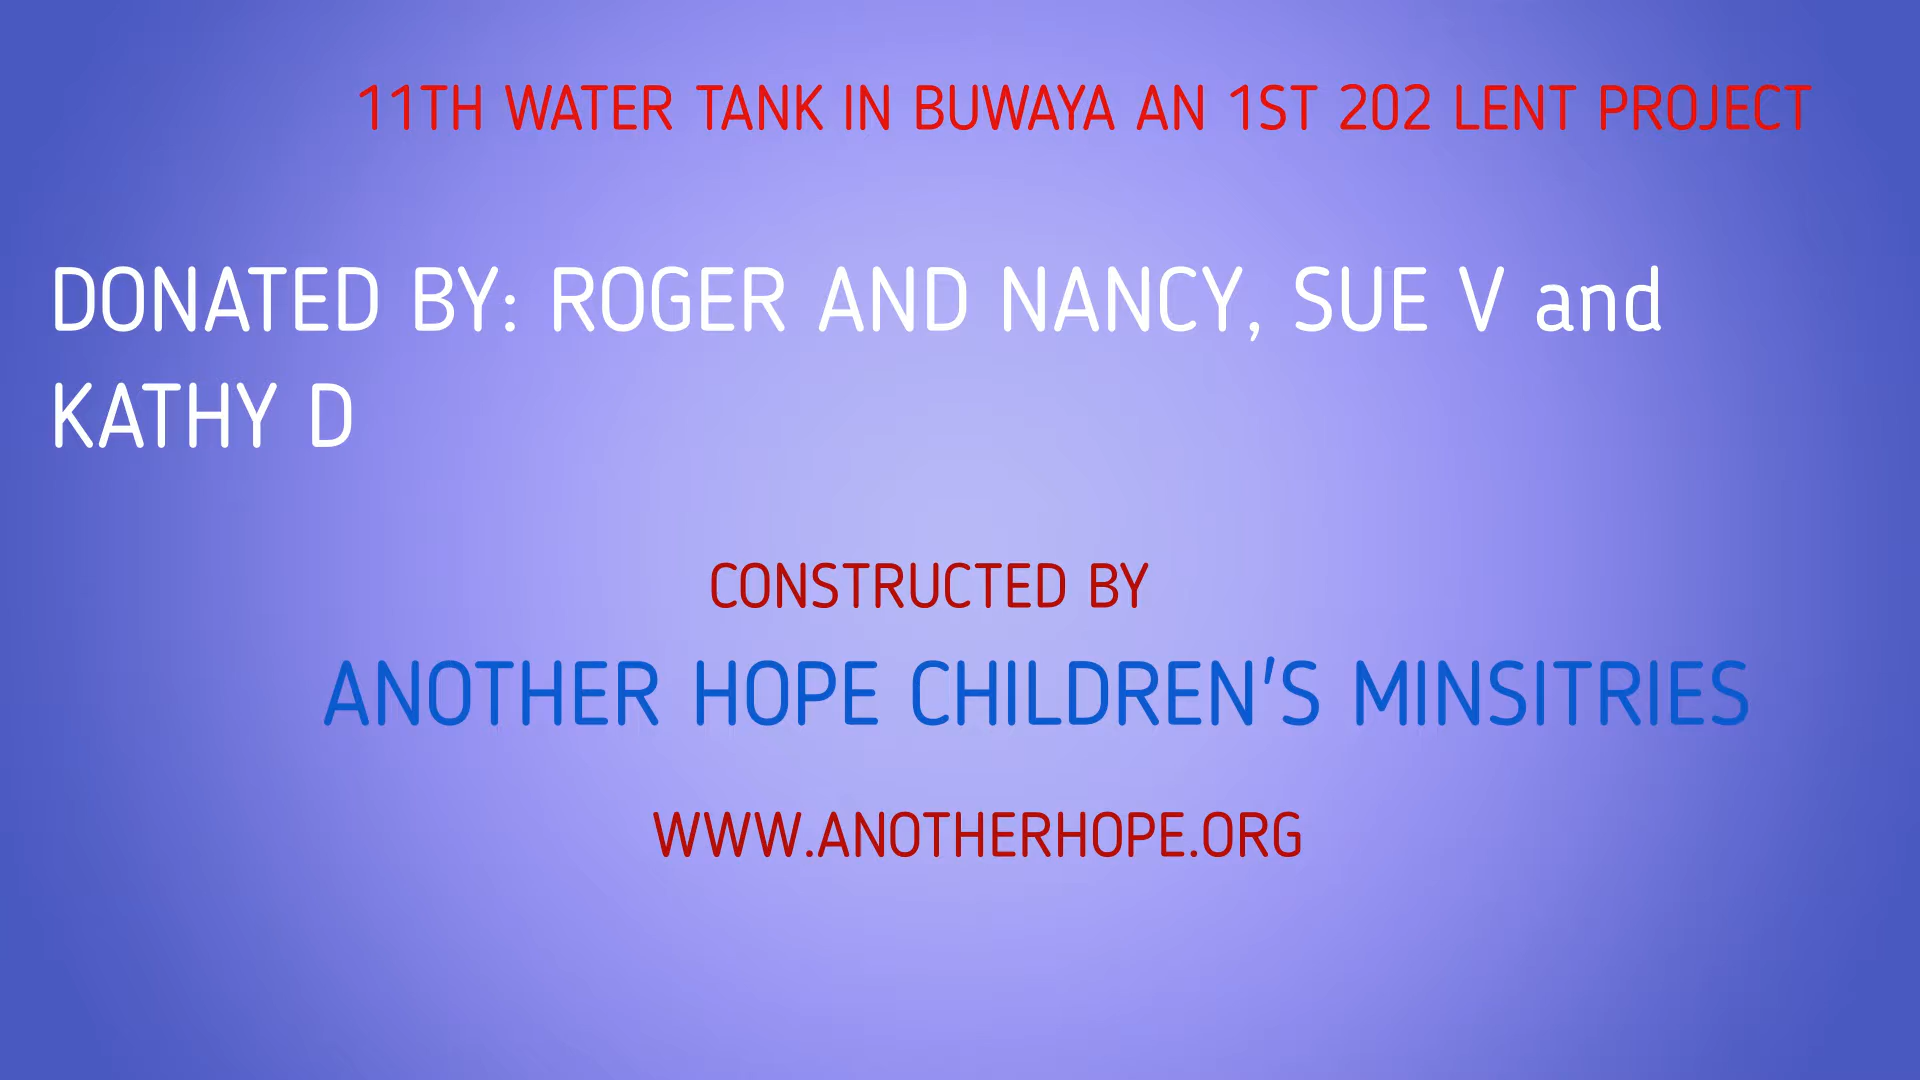 11TH WATER TANK IN BUWAYA AN 1ST 202 LENT PROJECT
DONATED BY: ROGER AND NANCY, SUE V and
KATHY D
CONSTRUCTED BY
ANOTHER HOPE CHILDREN'S MINSITRIES
WWW.ANOTHERHOPE.ORG